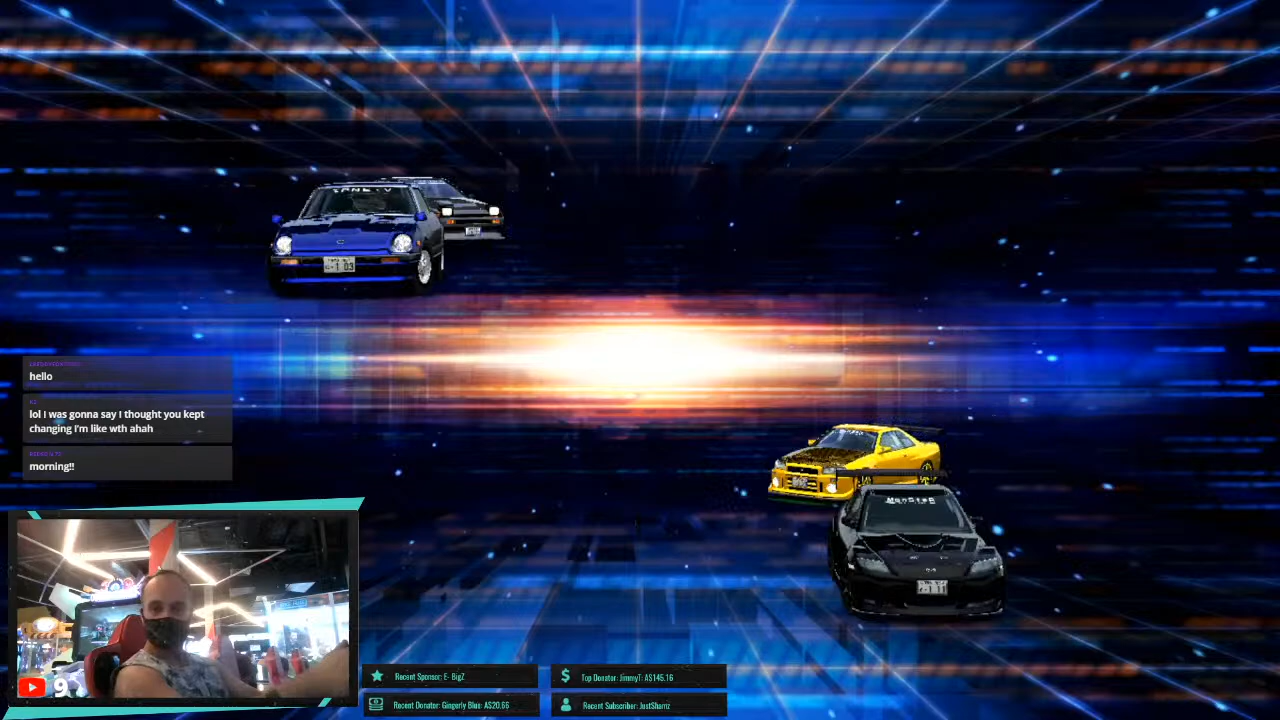 hello
lol I was gonna say I thought you kept
changing I'm like wth ahah
morning!!
9
Recent Sponsor: E- BigZ
Top Donator: JimmyT: A$145.16
Recent Donator: Gingerly Blue: A$20.66
Recent Subscriber: JustShamz